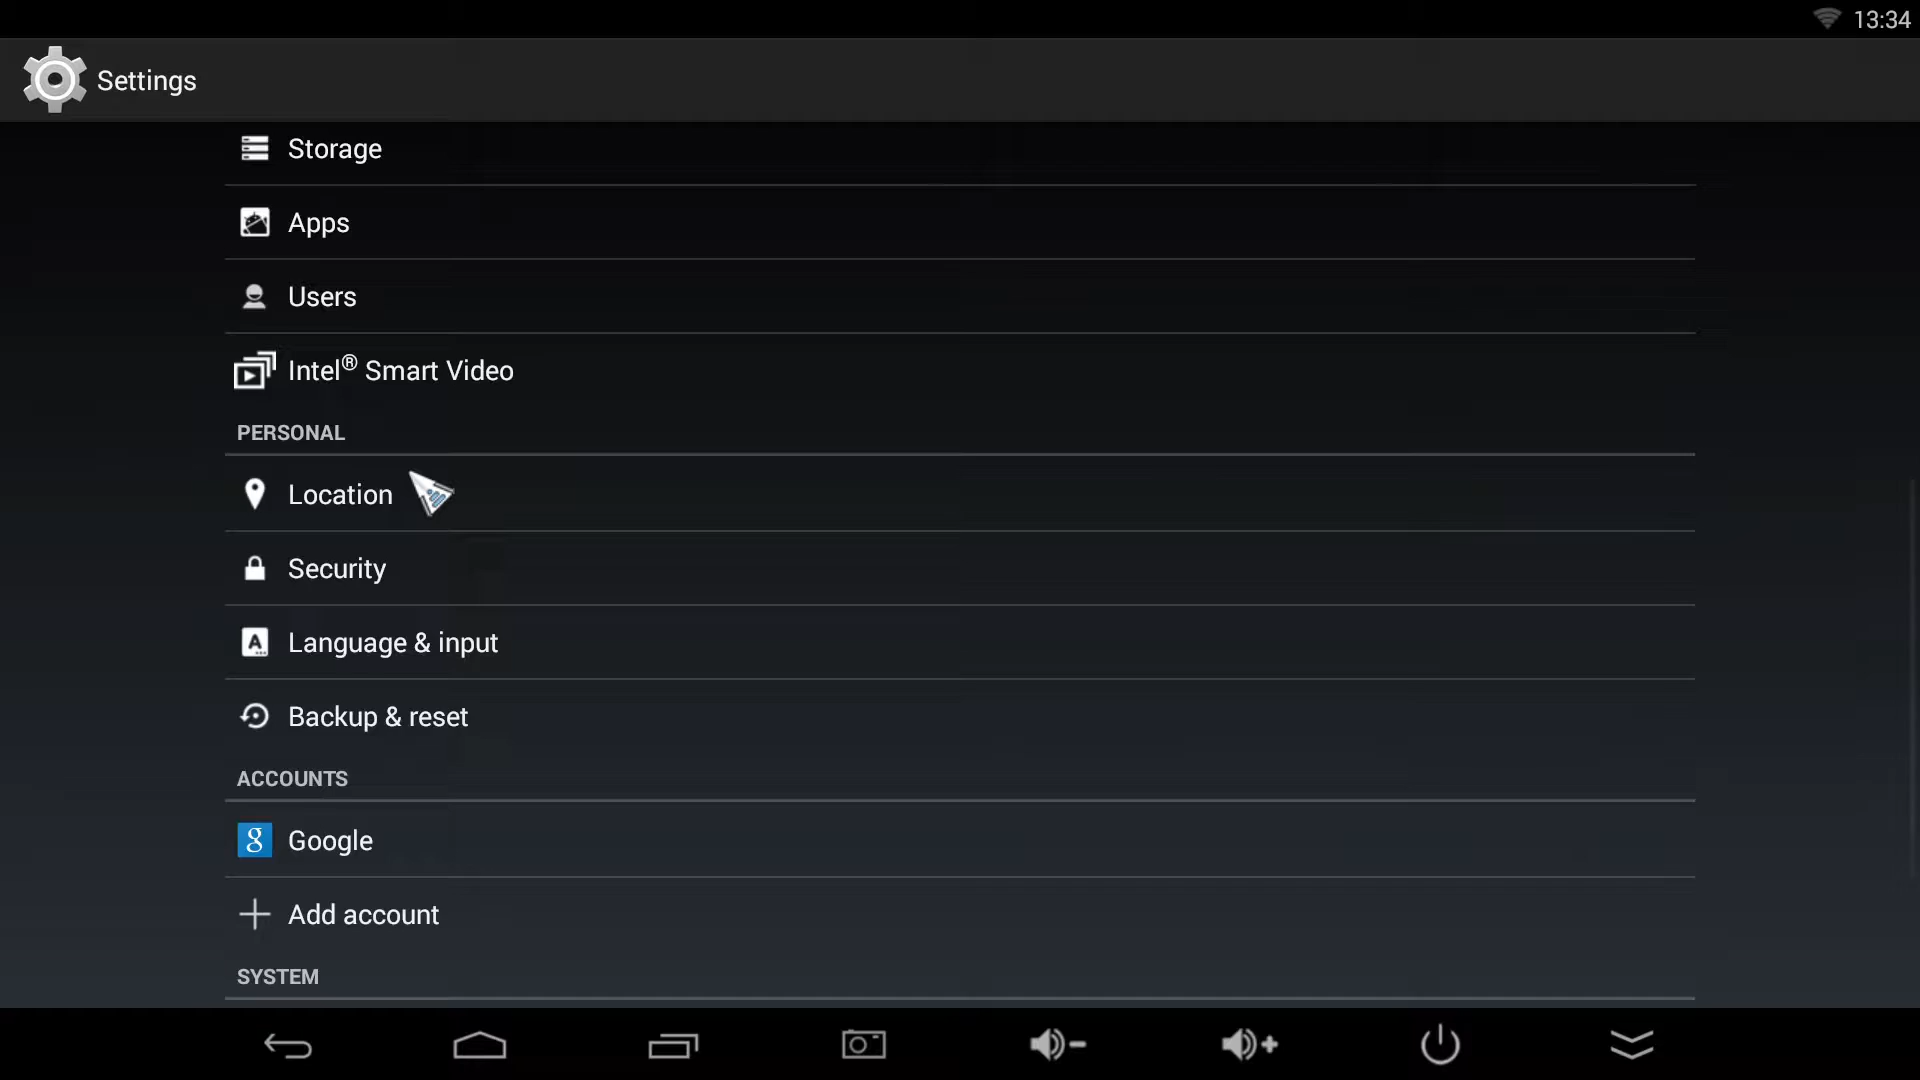 13:34
Settings
Storage
Apps
Users
Intel® Smart Video
PERSONAL
Location
Security
Language & input
Backup & reset
ACCOUNTS
Google
Add account
SYSTEM